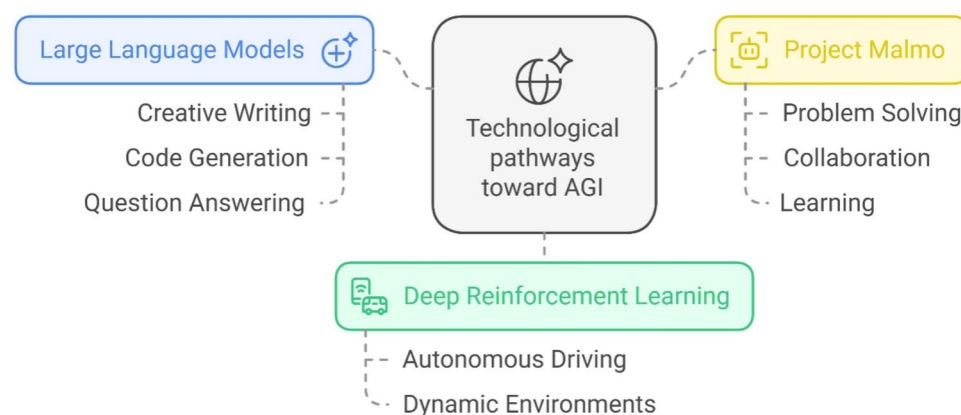 Large Language Models
Creative Writing
Code Generation
Question Answering
Technological
pathways
toward AGI
Project Malmo
Problem Solving
Collaboration
Learning
Deep Reinforcement Learning
Autonomous Driving
Dynamic Environments